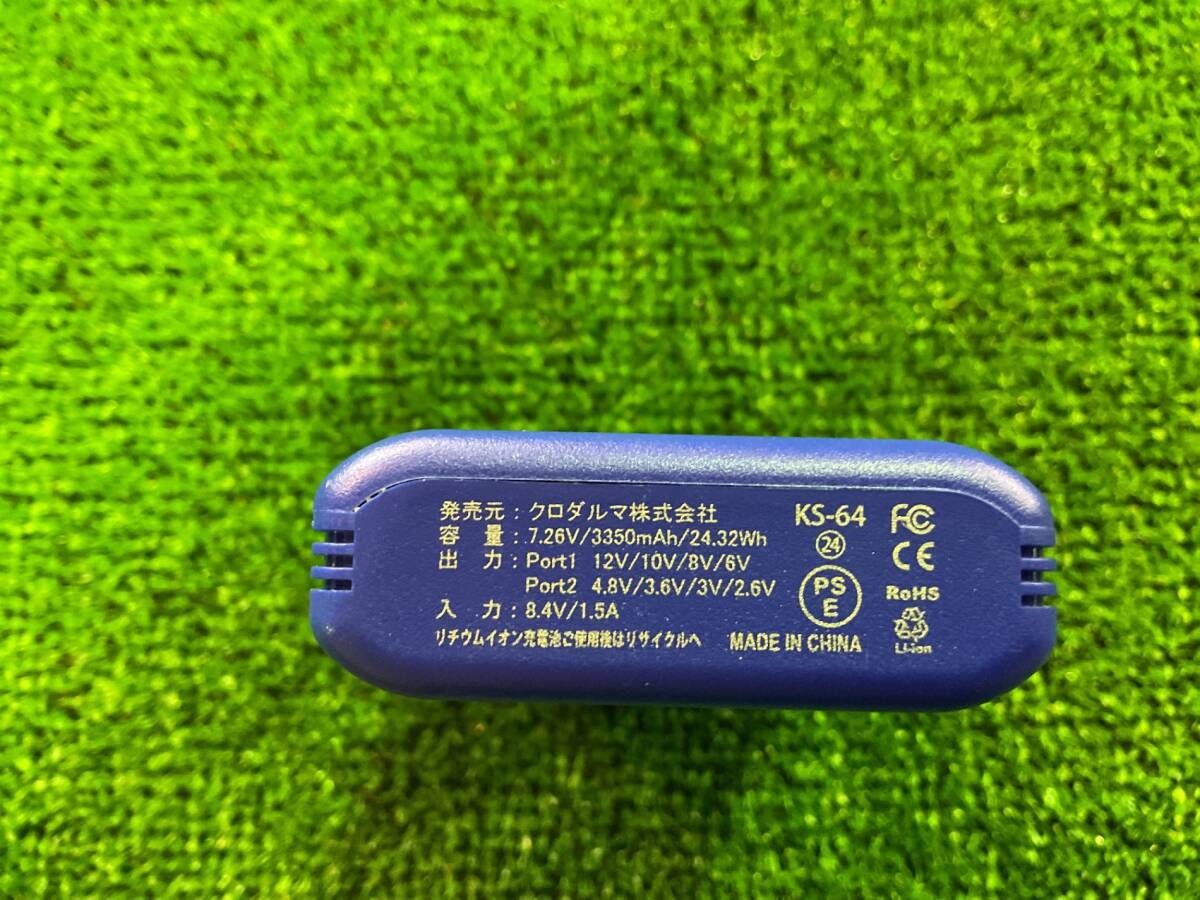 発売元：クロダルマ株式会社
容 量：7.26V/3350mAh/24.32Wh
出 力：Port1 12V/10V/8V/6V
Port2 4.8V/3.6V/3V/2.6V
入 力：8.4V/1.5A
リチウムイオン充電池ご使用後はリサイクルへ
MADE IN CHINA
KS-64
㉔
PS
E
FC
CE
RoHS
Li-ion